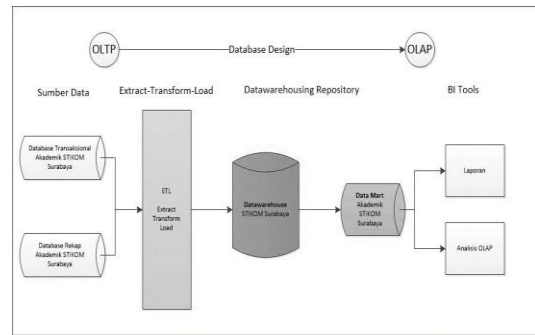 OLTP
Database Design
OLAP
Sumber Data
Extract-Transform-Load
Datawarehousing Repository
BI Tools
Database Transaksional
Akademik STIKOM
Surabaya
Database Rekap
Akademik STIKOM
Surabaya
ETL
Extract
Transform
Load
Datawarehouse
STIKOM Surabaya
Data Mart
Akademik
STIKOM
Surabaya
Laporan
Analisis OLAP